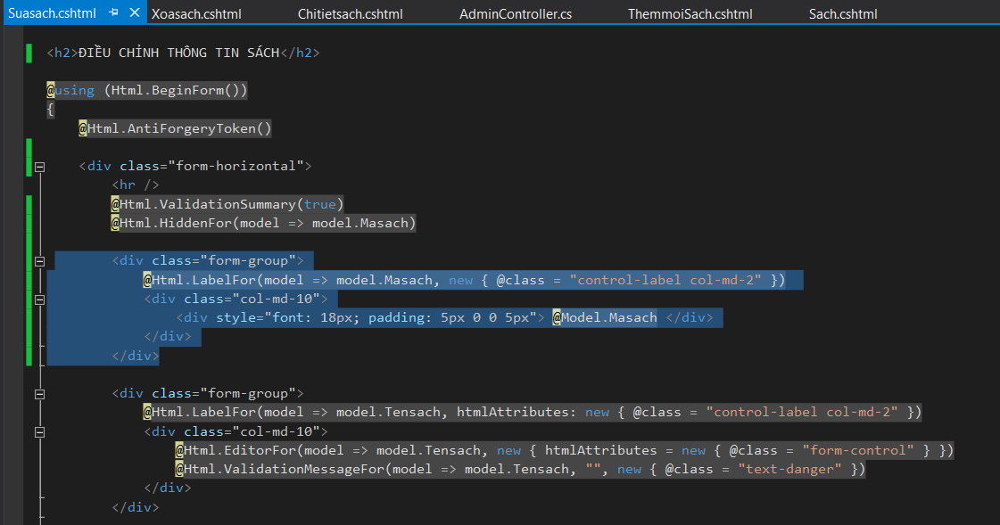 Suasach.cshtml Xoasach.cshtml Chitietsach.cshtml AdminController.cs ThemmoiSach.cshtml Sach.cshtml
<h2>ĐIỀU CHỈNH THÔNG TIN SÁCH</h2>
@using (Html.BeginForm())
{
@Html.AntiForgeryToken()
<div class="form-horizontal">
<hr />
@Html.ValidationSummary(true)
@Html.HiddenFor(model => model.Masach)
<div class="form-group">
@Html.LabelFor(model => model.Masach, new { @class = "control-label col-md-2" })
<div class="col-md-10">
<div style="font: 18px; padding: 5px 0 0 5px"> @Model.Masach </div>
</div>
</div>
<div class="form-group">
@Html.LabelFor(model => model.Tensach, htmlAttributes: new { @class = "control-label col-md-2" })
<div class="col-md-10">
@Html.EditorFor(model => model.Tensach, new { htmlAttributes = new { @class = "form-control" } })
@Html.ValidationMessageFor(model => model.Tensach, "", new { @class = "text-danger" })
</div>
</div>